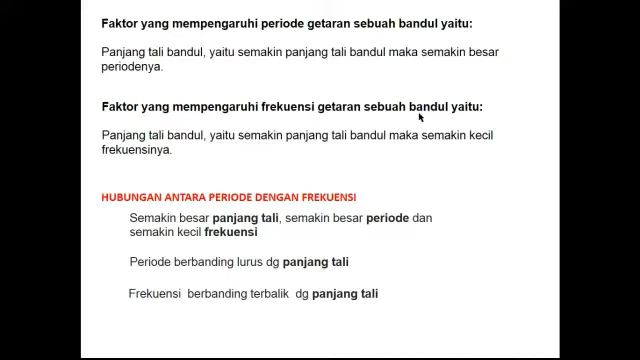 Faktor yang mempengaruhi periode getaran sebuah bandul yaitu:
Panjang tali bandul, yaitu semakin panjang tali bandul maka semakin besar
periodenya.
Faktor yang mempengaruhi frekuensi getaran sebuah bandul yaitu:
Panjang tali bandul, yaitu semakin panjang tali bandul maka semakin kecil
frekuensinya.
HUBUNGAN ANTARA PERIODE DENGAN FREKUENSI
Semakin besar panjang tali, semakin besar periode dan
semakin kecil frekuensi
Periode berbanding lurus dg panjang tali
Frekuensi berbanding terbalik dg panjang tali